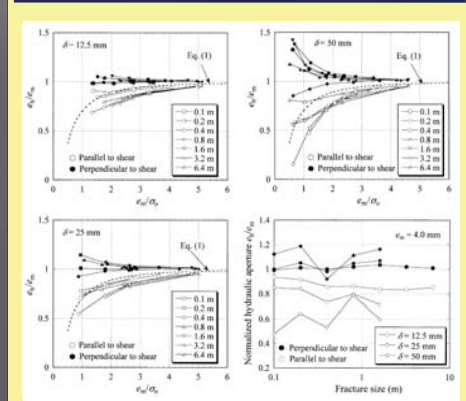 δ = 12.5 mm
Eq. (1)
0.1 m
0.2 m
0.4 m
0.8 m
1.6 m
3.2 m
6.4 m
Parallel to shear
Perpendicular to shear
e_h/e_m
1.5
1
0.5
0
0 1 2 3 4 5 6
e_m/σ_o
δ = 50 mm
Eq. (1)
0.1 m
0.2 m
0.4 m
0.8 m
1.6 m
3.2 m
6.4 m
Parallel to shear
Perpendicular to shear
e_h/e_m
1.5
1
0.5
0
0 1 2 3 4 5 6
e_m/σ_o
δ = 25 mm
Eq. (1)
0.1 m
0.2 m
0.4 m
0.8 m
1.6 m
3.2 m
6.4 m
Parallel to shear
Perpendicular to shear
e_h/e_m
1.5
1
0.5
0
0 1 2 3 4 5 6
e_m/σ_o
e_m = 4.0 mm
Normalized hydraulic aperture e_h/e_m
1.4
1.2
1
0.8
0.6
0.4
0.2
0
Perpendicular to shear
Parallel to shear
δ = 12.5 mm
δ = 25 mm
δ = 50 mm
0.1 1 10
Fracture size (m)